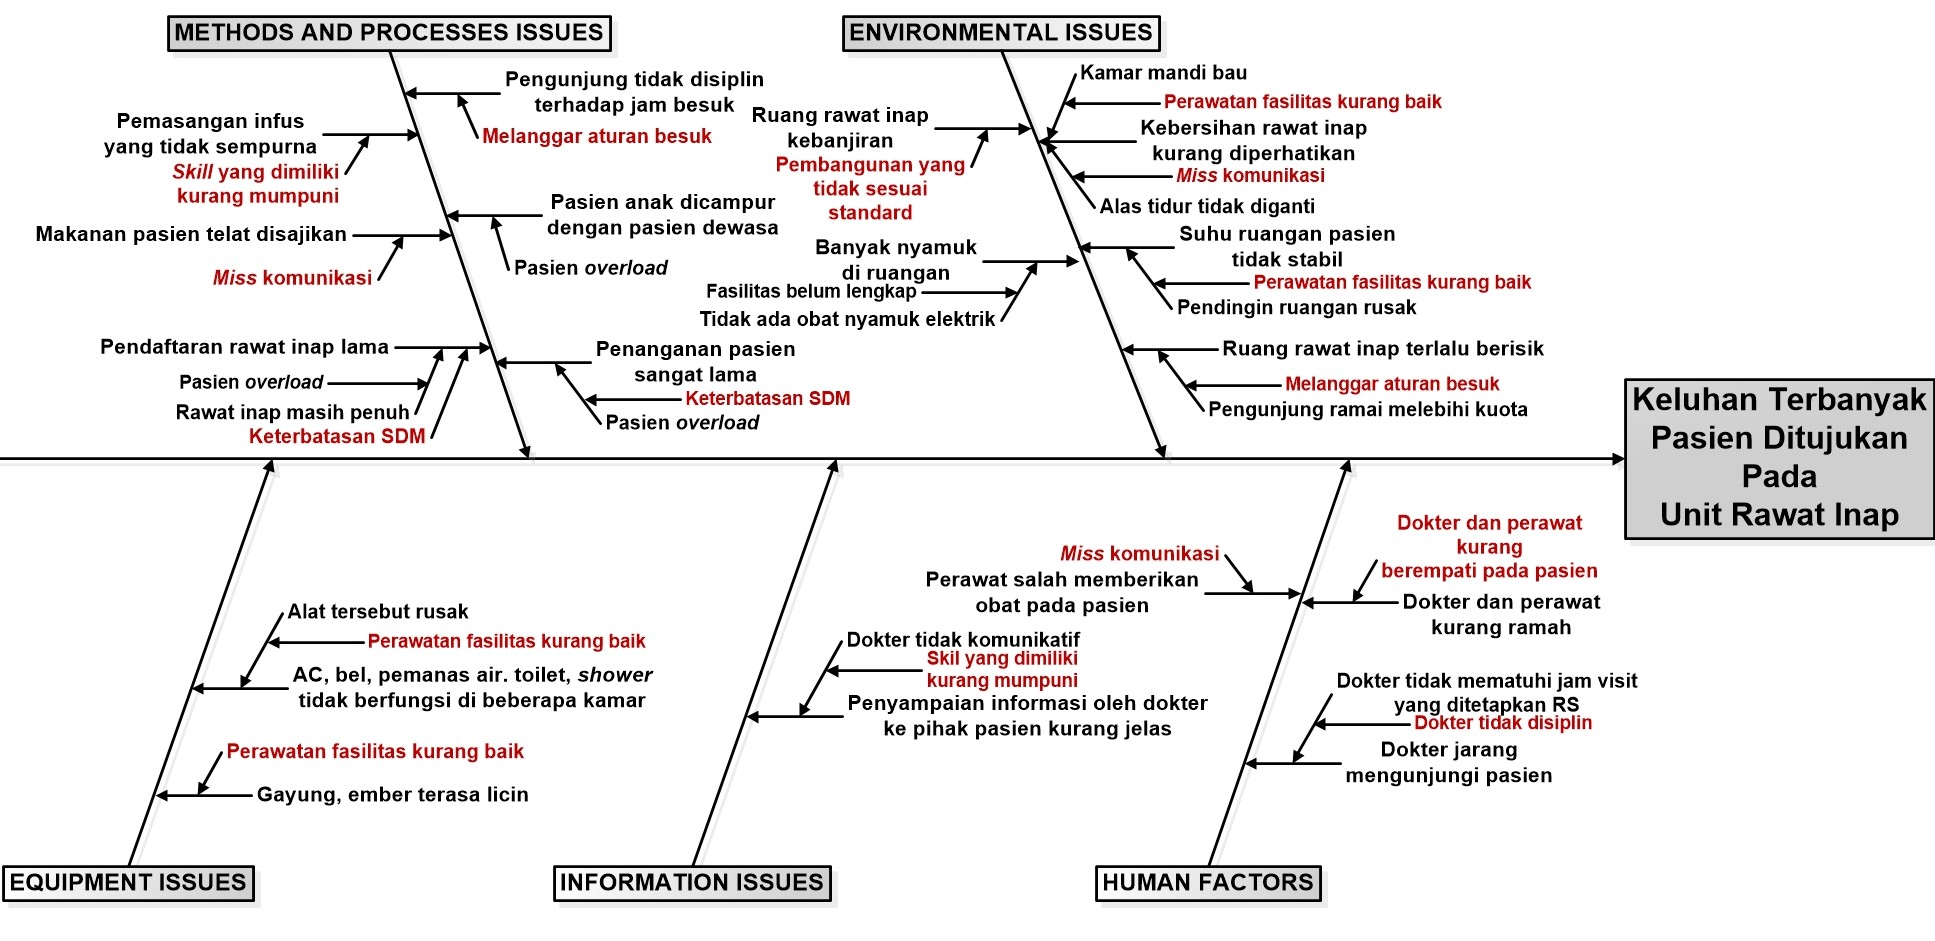 METHODS AND PROCESSES ISSUES
ENVIRONMENTAL ISSUES
Pengunjung tidak disiplin
terhadap jam besuk
Melanggar aturan besuk
Pemasangan infus
yang tidak sempurna
Skill yang dimiliki
kurang mumpuni
Pasien anak dicampur
dengan pasien dewasa
Pasien overload
Makanan pasien telat disajikan
Miss komunikasi
Pendaftaran rawat inap lama
Pasien overload
Rawat inap masih penuh
Keterbatasan SDM
Penanganan pasien
sangat lama
Keterbatasan SDM
Pasien overload
Kamar mandi bau
Perawatan fasilitas kurang baik
Ruang rawat inap
kebanjiran
Pembangunan yang
tidak sesuai
standard
Kebersihan rawat inap
kurang diperhatikan
Miss komunikasi
Alas tidur tidak diganti
Banyak nyamuk
di ruangan
Fasilitas belum lengkap
Tidak ada obat nyamuk elektrik
Suhu ruangan pasien
tidak stabil
Perawatan fasilitas kurang baik
Pendingin ruangan rusak
Ruang rawat inap terlalu berisik
Melanggar aturan besuk
Pengunjung ramai melebihi kuota
Keluhan Terbanyak
Pasien Ditujukan
Pada
Unit Rawat Inap
Alat tersebut rusak
Perawatan fasilitas kurang baik
AC, bel, pemanas air. toilet, shower
tidak berfungsi di beberapa kamar
Perawatan fasilitas kurang baik
Gayung, ember terasa licin
Dokter tidak komunikatif
Skil yang dimiliki
kurang mumpuni
Penyampaian informasi oleh dokter
ke pihak pasien kurang jelas
Miss komunikasi
Perawat salah memberikan
obat pada pasien
Dokter dan perawat
kurang
berempati pada pasien
Dokter dan perawat
kurang ramah
Dokter tidak mematuhi jam visit
yang ditetapkan RS
Dokter tidak disiplin
Dokter jarang
mengunjungi pasien
EQUIPMENT ISSUES
INFORMATION ISSUES
HUMAN FACTORS